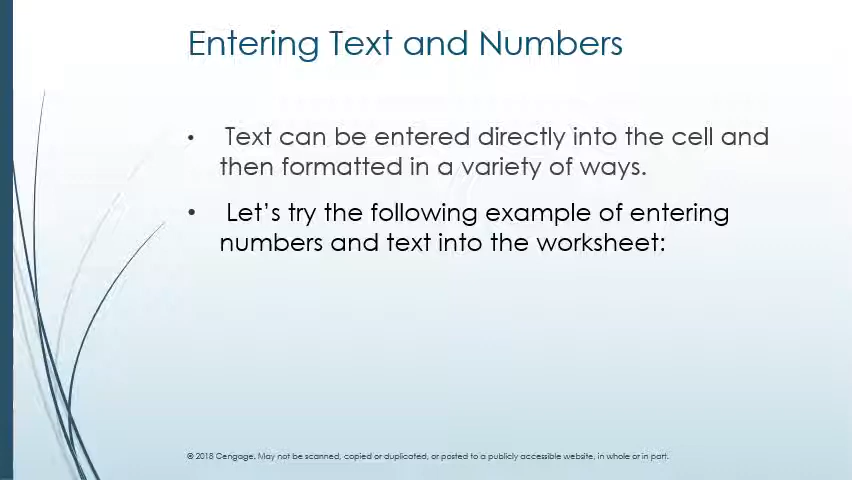 Entering Text and Numbers
• Text can be entered directly into the cell and
then formatted in a variety of ways.
• Let's try the following example of entering
numbers and text into the worksheet:
© 2018 Cengage. May not be scanned, copied or duplicated, or posted to a publicly accessible website, in whole or in part.